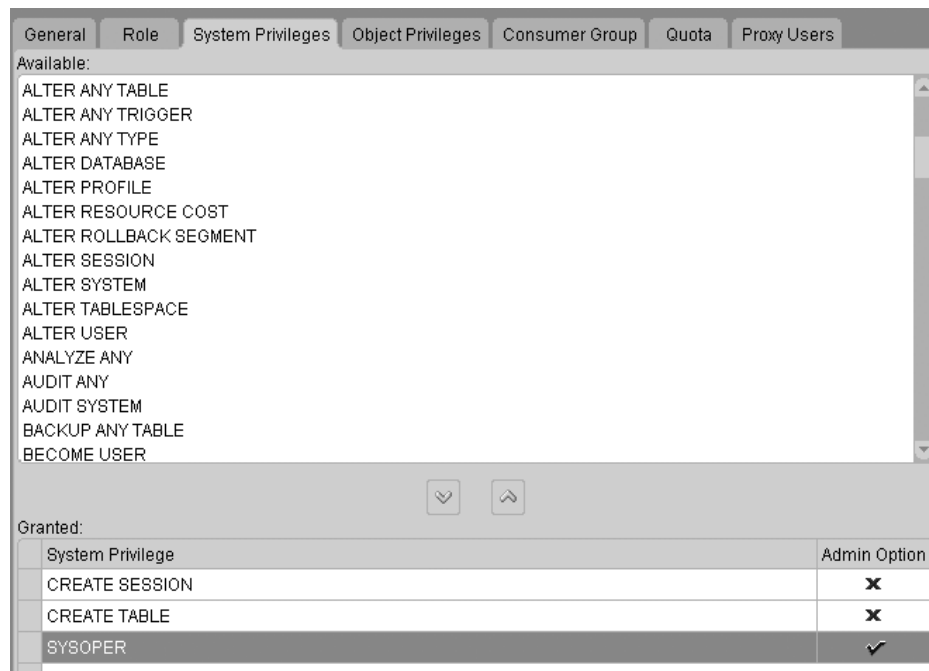 General Role System Privileges Object Privileges Consumer Group Quota Proxy Users
Available:
ALTER ANY TABLE
ALTER ANY TRIGGER
ALTER ANY TYPE
ALTER DATABASE
ALTER PROFILE
ALTER RESOURCE COST
ALTER ROLLBACK SEGMENT
ALTER SESSION
ALTER SYSTEM
ALTER TABLESPACE
ALTER USER
ANALYZE ANY
AUDIT ANY
AUDIT SYSTEM
BACKUP ANY TABLE
BECOME USER
Granted:
System Privilege Admin Option
CREATE SESSION
CREATE TABLE
SYSOPER